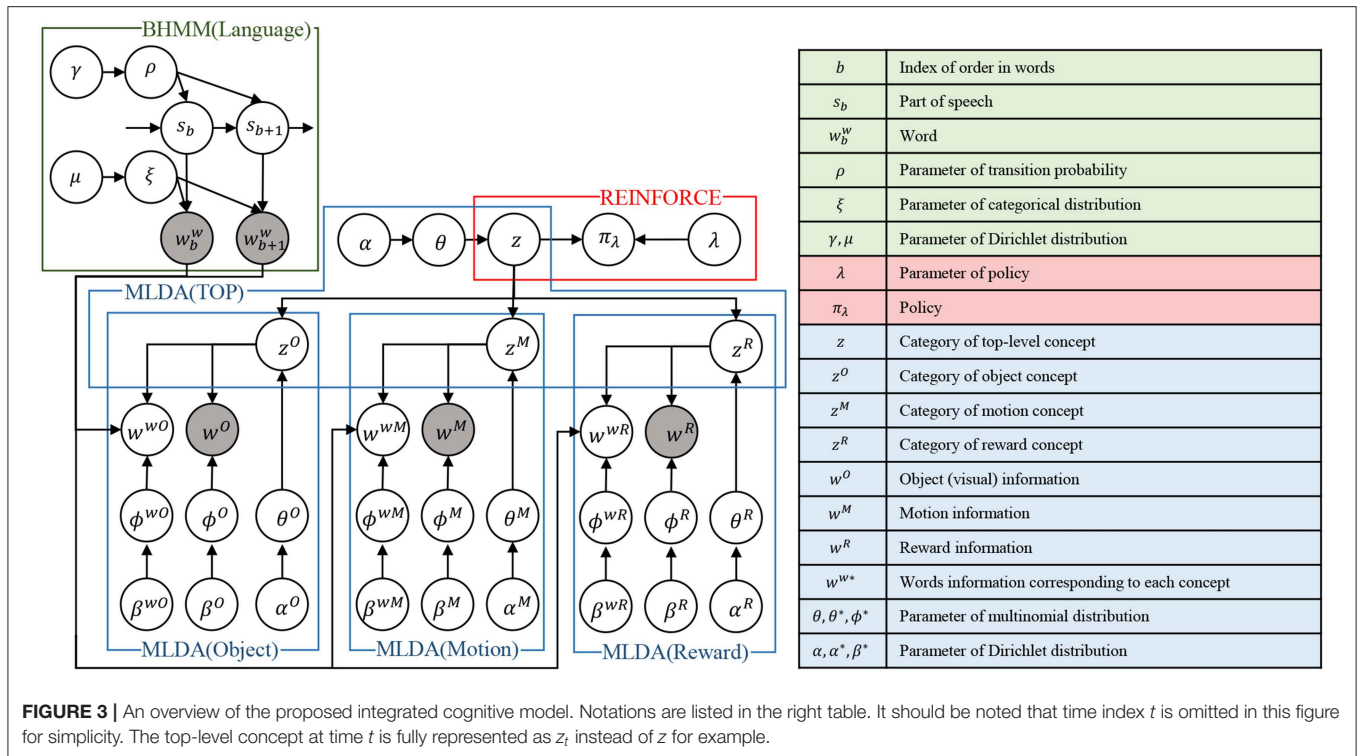 BHMM(Language)
γ
ρ
s_b
s_{b+1}
μ
ξ
w_b^w
w_{b+1}^w
REINFORCE
α
θ
z
π_λ
λ
MLDA(TOP)
z^O
z^M
z^R
w^{wO}
w^O
w^{wM}
w^M
w^{wR}
w^R
ϕ^{wO}
ϕ^O
θ^O
ϕ^{wM}
ϕ^M
θ^M
ϕ^{wR}
ϕ^R
θ^R
β^{wO}
β^O
α^O
β^{wM}
β^M
α^M
β^{wR}
β^R
α^R
MLDA(Object)
MLDA(Motion)
MLDA(Reward)
b Index of order in words
s_b Part of speech
w_b^w Word
ρ Parameter of transition probability
ξ Parameter of categorical distribution
γ, μ Parameter of Dirichlet distribution
λ Parameter of policy
π_λ Policy
z Category of top-level concept
z^O Category of object concept
z^M Category of motion concept
z^R Category of reward concept
w^O Object (visual) information
w^M Motion information
w^R Reward information
w^{w*} Words information corresponding to each concept
θ, θ^*, ϕ^* Parameter of multinomial distribution
α, α^*, β^* Parameter of Dirichlet distribution
FIGURE 3 | An overview of the proposed integrated cognitive model. Notations are listed in the right table. It should be noted that time index t is omitted in this figure
for simplicity. The top-level concept at time t is fully represented as z_t instead of z for example.